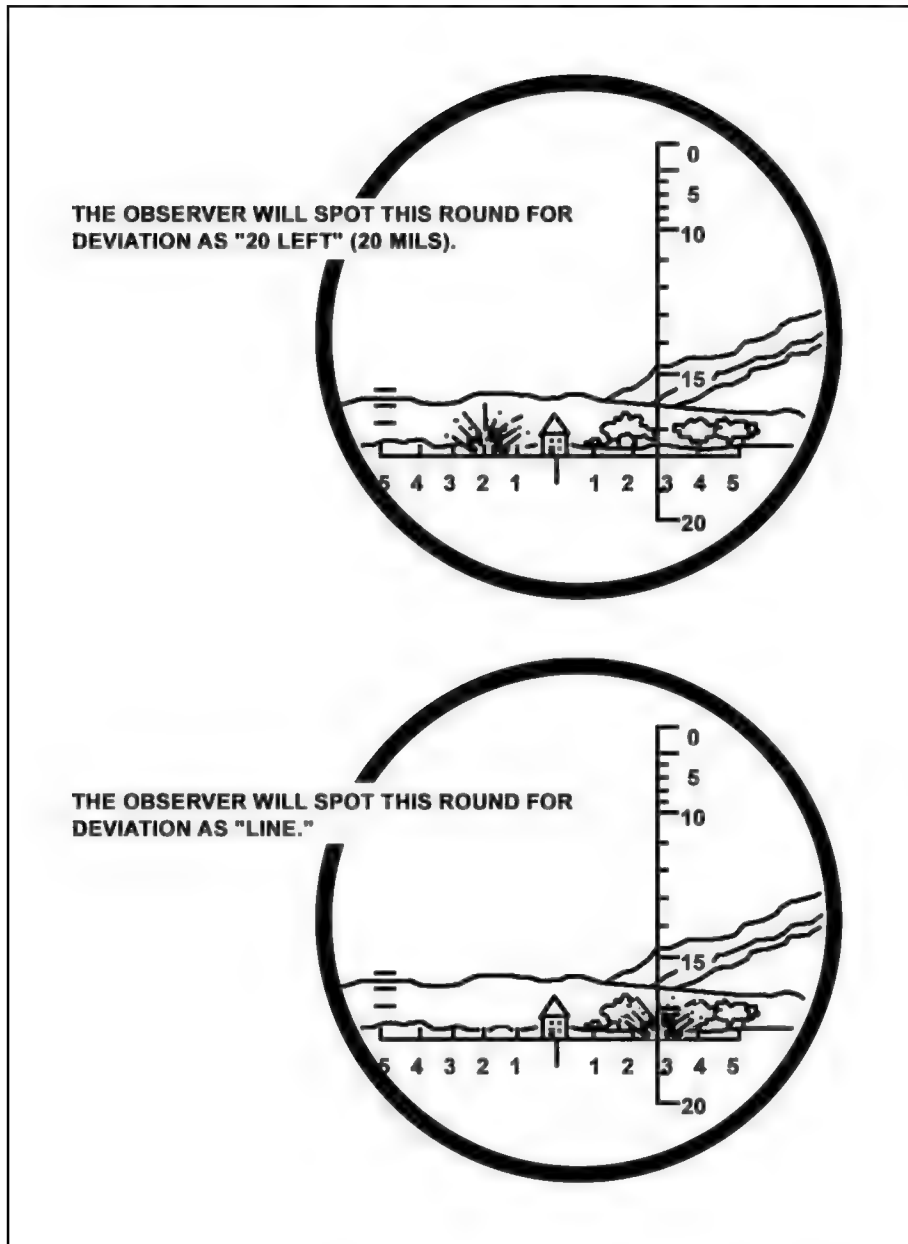 THE OBSERVER WILL SPOT THIS ROUND FOR
DEVIATION AS "20 LEFT" (20 MILS).
0
5
10
15
5 4 3 2 1 1 2 3 4 5
20
THE OBSERVER WILL SPOT THIS ROUND FOR
DEVIATION AS "LINE."
0
5
10
15
5 4 3 2 1 1 2 3 4 5
20